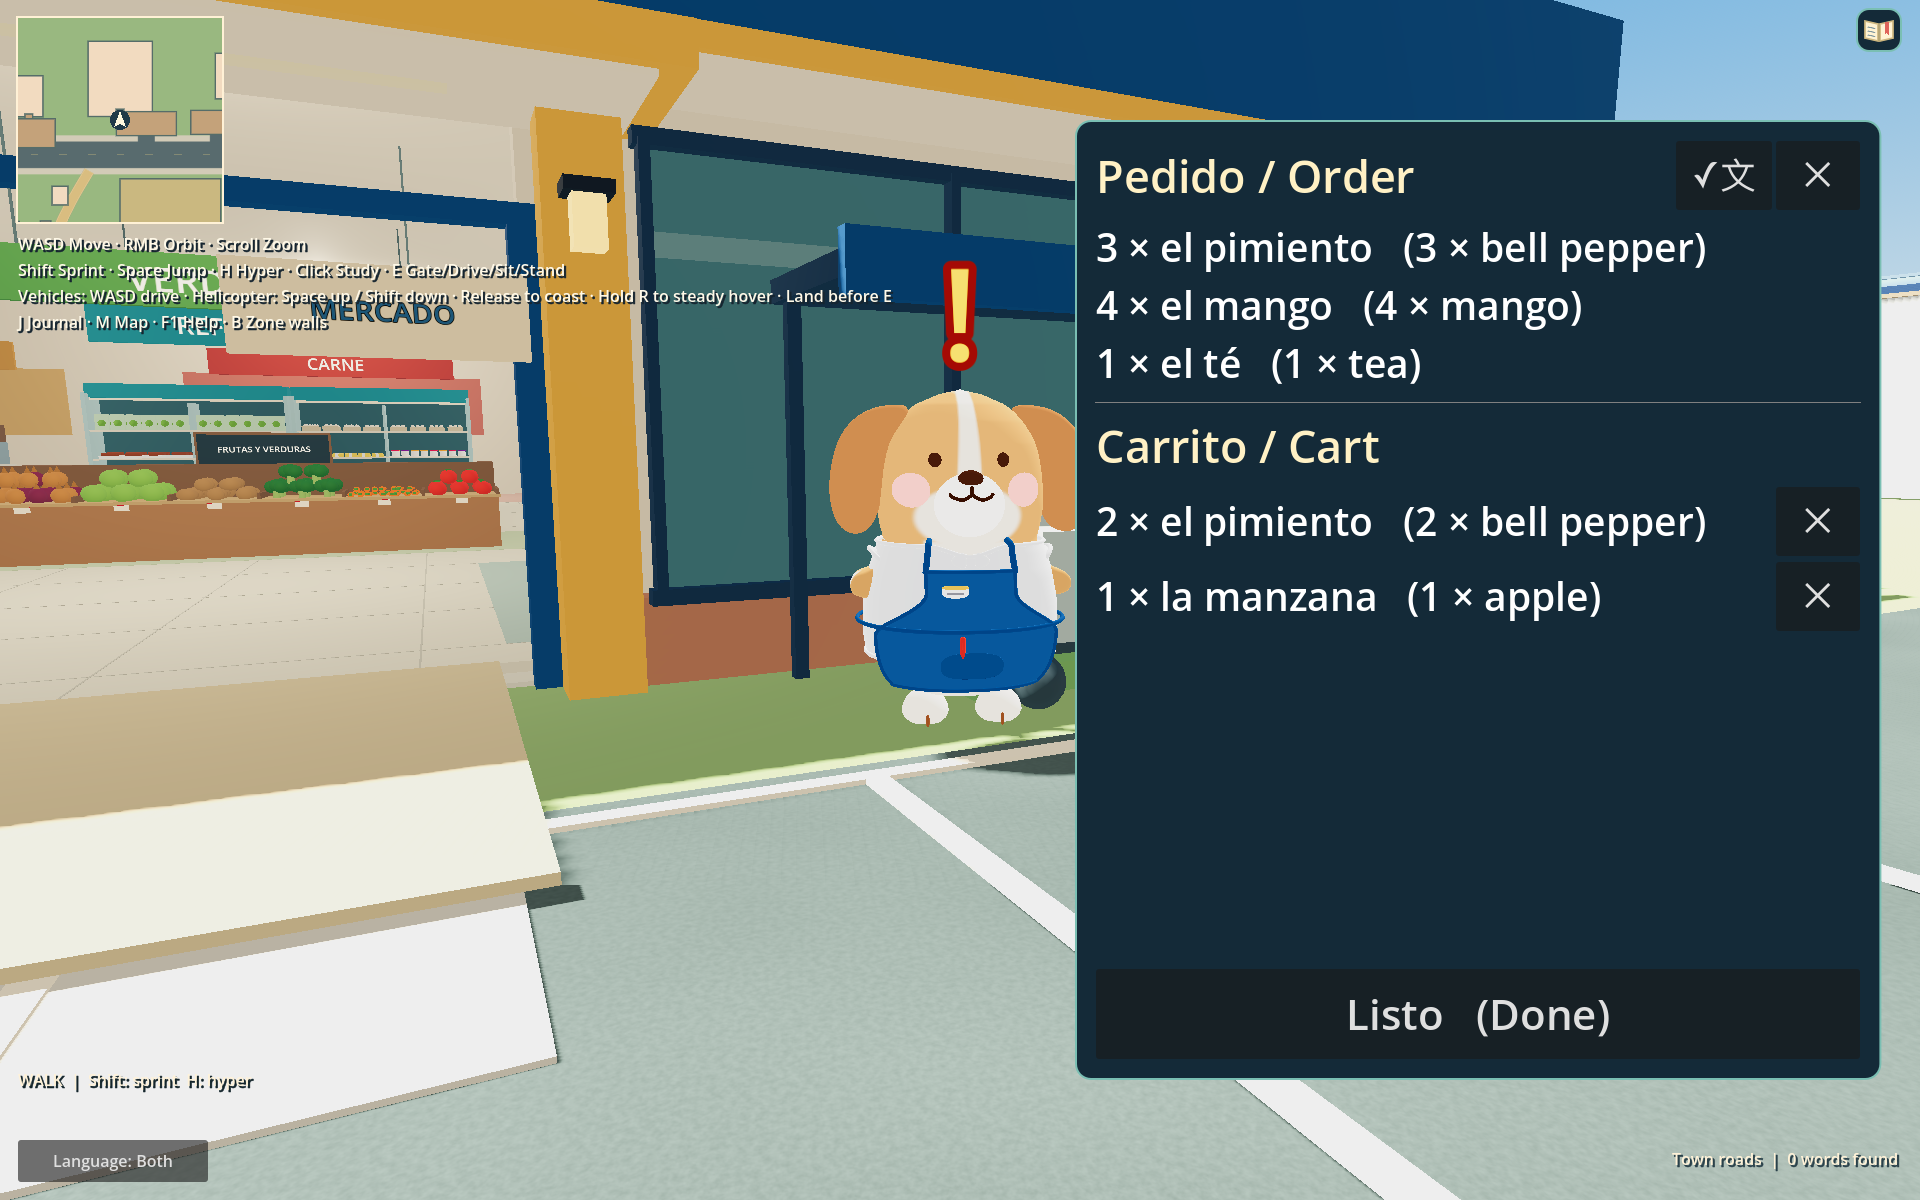 WASD Move · RMB Orbit · Scroll Zoom
Shift Sprint · Space Jump · H Hyper · Click Study · E Gate/Drive/Sit/Stand
Vehicles: WASD drive · Helicopter: Space up / Shift down · Release to coast · Hold R to steady hover · Land before E
J Journal · M Map · F1 Help · B Zone walls
MERCADO
CARNE
FRUTAS Y VERDURAS
Pedido / Order
✓文
3 × el pimiento (3 × bell pepper)
4 × el mango (4 × mango)
1 × el té (1 × tea)
Carrito / Cart
2 × el pimiento (2 × bell pepper)
1 × la manzana (1 × apple)
Listo (Done)
WALK | Shift: sprint H: hyper
Language: Both
Town roads | 0 words found